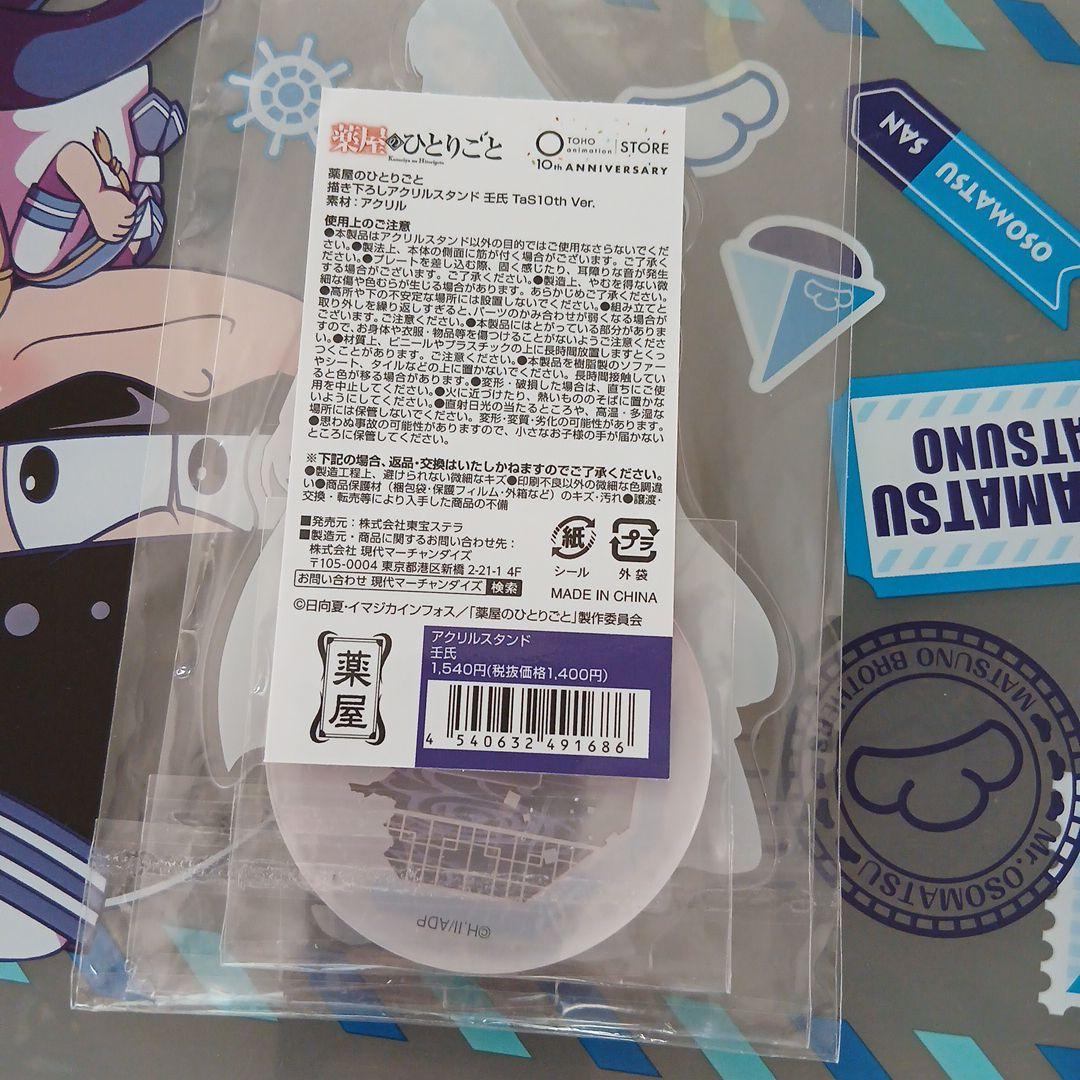 薬屋のひとりごと
Kusuriya no Hitorigoto
TOHO animation STORE
10th ANNIVERSARY
薬屋のひとりごと
描き下ろしアクリルスタンド 壬氏 TaS10th Ver.
素材：アクリル
使用上のご注意
●本製品はアクリルスタンド以外の目的ではご使用なさらないでくだ
さい。●製法上、本体の側面に筋が付く場合がございます。ご了承く
ださい。●プレートを差し込む際、固く感じたり、耳障りな音が発生
する場合がございます。ご了承ください。●製造上、やむを得ない微
細な傷や色むらが生じる場合があります。あらかじめご了承ください。
●高所や下の不安定な場所には設置しないでください。●組み立てと
取り外しを繰り返しすぎると、パーツのかみ合わせが弱くなる場合が
ございます。ご注意ください。●本製品にはとがっている部分がありま
すので、お身体や衣服・物品等を傷つけることがないようご注意くださ
い。●材質上、ビニールやプラスチックの上に長時間放置しますとくっ
つくことがあります。ご注意ください。●本製品を樹脂製のソファー
やシート、タイルなどの上に置かないでください。長時間接触してい
ると色が移る場合があります。●変形・破損した場合は、直ちにご使
用を中止してください。●火に近づけたり、熱いもののそばに置かな
いようにしてください。●直射日光の当たるところや、高温・多湿な
場所には保管しないでください。変形・変質・劣化の可能性があります。
●思わぬ事故の可能性がありますので、小さなお子様の手が届かない
ところに保管してください。
※下記の場合、返品・交換はいたしかねますのでご了承ください。
●製造工程上、避けられない微細なキズ●印刷不良以外の微細な色調違
い●商品保護材（梱包袋・保護フィルム・外箱など）のキズ・汚れ●譲渡・
交換・転売等により入手した商品の不備
■発売元：株式会社東宝ステラ
■製造元・商品に関するお問い合わせ先：
株式会社 現代マーチャンダイズ
〒105-0004 東京都港区新橋 2-21-1 4F
お問い合わせ 現代マーチャンダイズ 検索
紙
シール
プラ
外袋
MADE IN CHINA
©日向夏・イマジカインフォス／「薬屋のひとりごと」製作委員会
薬屋
アクリルスタンド
壬氏
1,540円(税抜価格1,400円)
4 540632 491686
©H.II/ADP
OSOMATSU
SAN
AMATSU
ATSUNO
MATSUNO BROTHERS
Mr.OSOMATSU